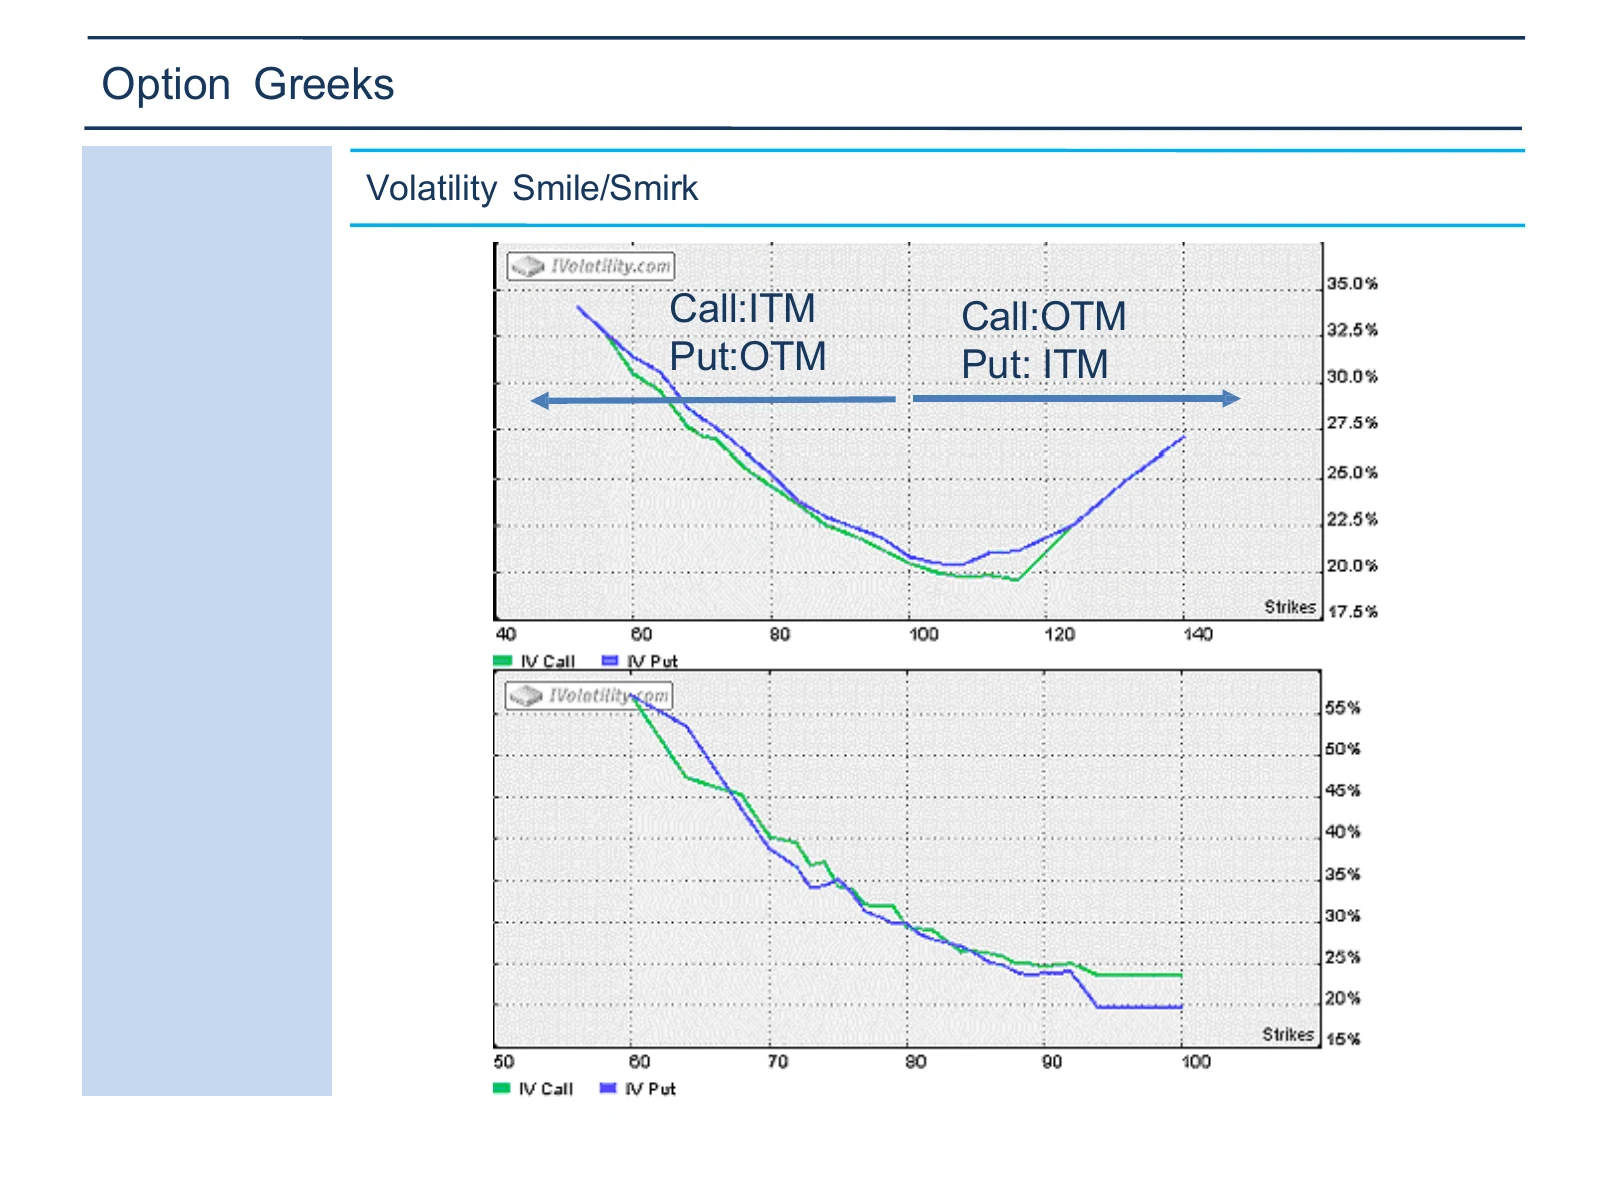 Option Greeks
Volatility Smile/Smirk
IVolatility.com
35.0%
Call:ITM
Call:OTM
32.5%
Put:OTM
Put: ITM
30.0%
27.5%
25.0%
22.5%
20.0%
Strikes
17.5%
40 60 80 100 120 140
IV Call IV Put
IVolatility.com
55%
50%
45%
40%
35%
30%
25%
20%
Strikes
15%
50 60 70 80 90 100
IV Call IV Put